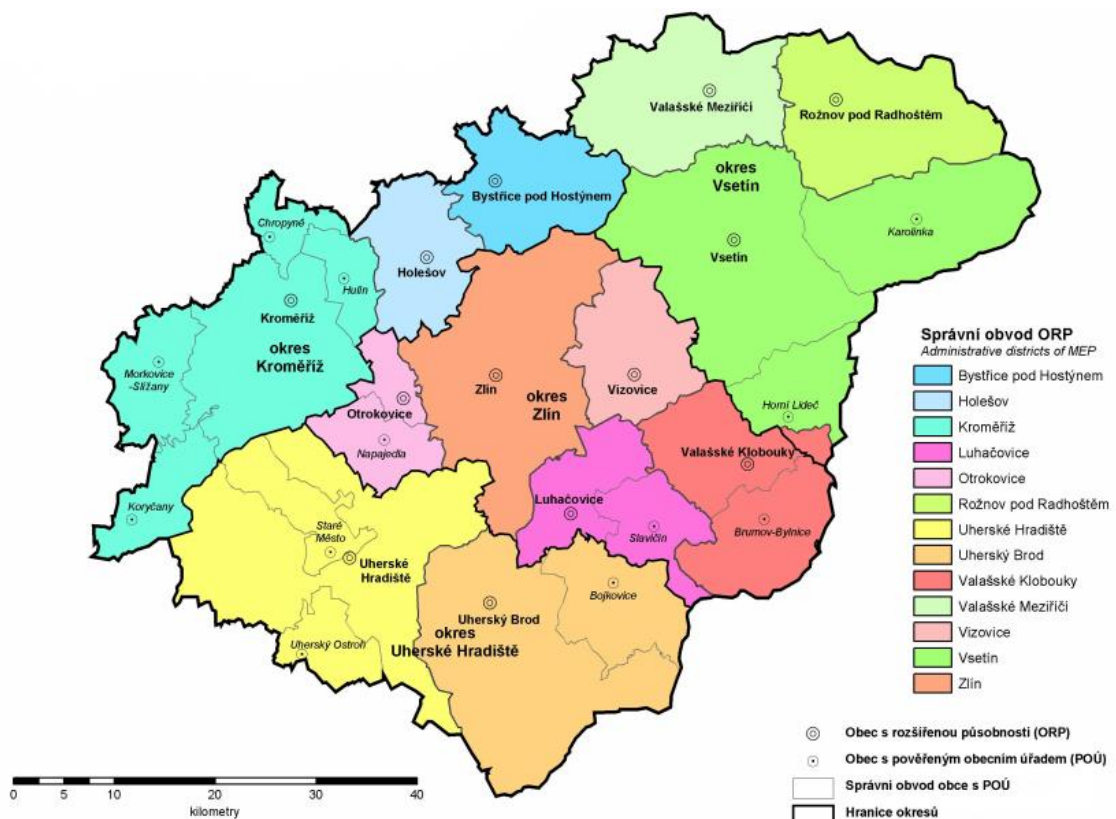 Valašské Meziříčí
Rožnov pod Radhoštěm
okres
Vsetín
Bystřice pod Hostýnem
Chropyně
Karolinka
Vsetín
Holešov
Hulín
Kroměříž
okres
Kroměříž
Morkovice
-Slížany
Zlín
okres
Zlín
Vizovice
Otrokovice
Horní Lideč
Napajedla
Valašské Klobouky
Luhačovice
Koryčany
Staré
Město
Slavičín
Brumov-Bylnice
Uherské
Hradiště
Bojkovice
Uherský Brod
okres
Uherské Hradiště
Uherský Ostroh
Správní obvod ORP
Administrative districts of MEP
Bystřice pod Hostýnem
Holešov
Kroměříž
Luhačovice
Otrokovice
Rožnov pod Radhoštěm
Uherské Hradiště
Uherský Brod
Valašské Klobouky
Valašské Meziříčí
Vizovice
Vsetín
Zlín
Obec s rozšířenou působností (ORP)
Obec s pověřeným obecním úřadem (POÚ)
Správní obvod obce s POÚ
Hranice okresů
0 5 10 20 30 40
kilometry